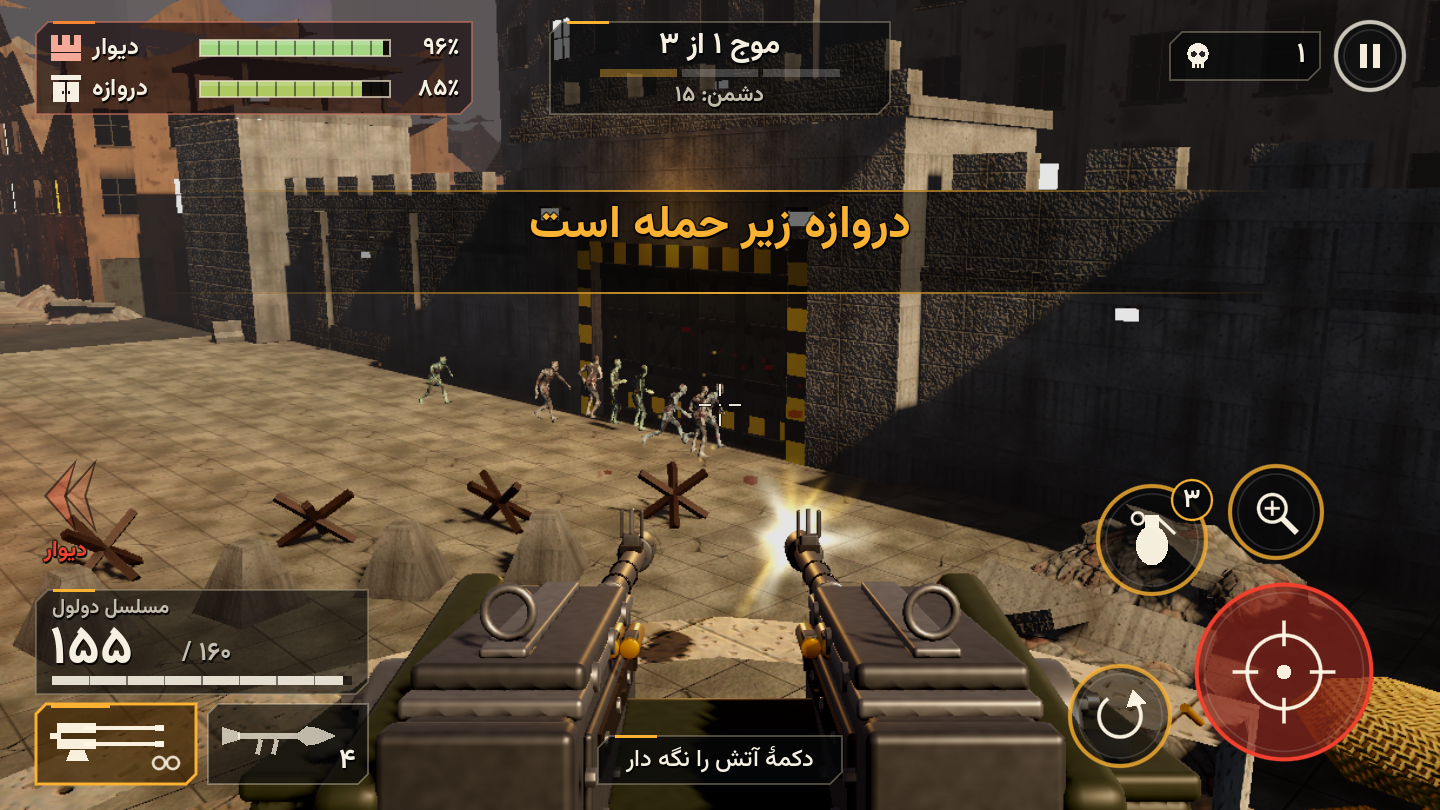 دیوار ۹۶٪
دروازه ۸۵٪
موج ۱ از ۳
دشمن: ۱۵
۱
دروازه زیر حمله است
۳
دیوار
مسلسل دولول
۱۵۵ / ۱۶۰
∞
۴
دکمهٔ آتش را نگه دار